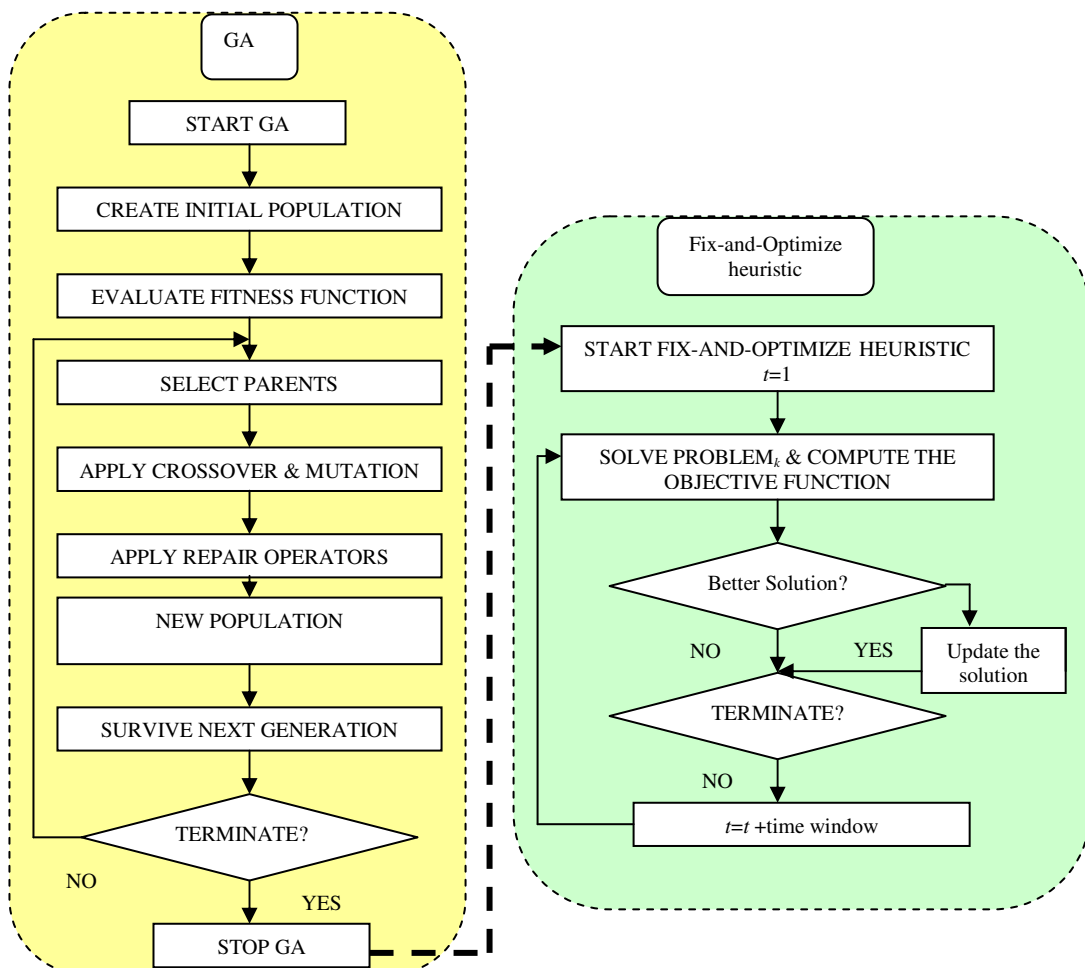 GA
START GA
CREATE INITIAL POPULATION
EVALUATE FITNESS FUNCTION
SELECT PARENTS
APPLY CROSSOVER & MUTATION
APPLY REPAIR OPERATORS
NEW POPULATION
SURVIVE NEXT GENERATION
TERMINATE?
NO
YES
STOP GA
Fix-and-Optimize
heuristic
START FIX-AND-OPTIMIZE HEURISTIC
t=1
SOLVE PROBLEMk & COMPUTE THE
OBJECTIVE FUNCTION
Better Solution?
NO
YES
Update the
solution
TERMINATE?
NO
t=t +time window